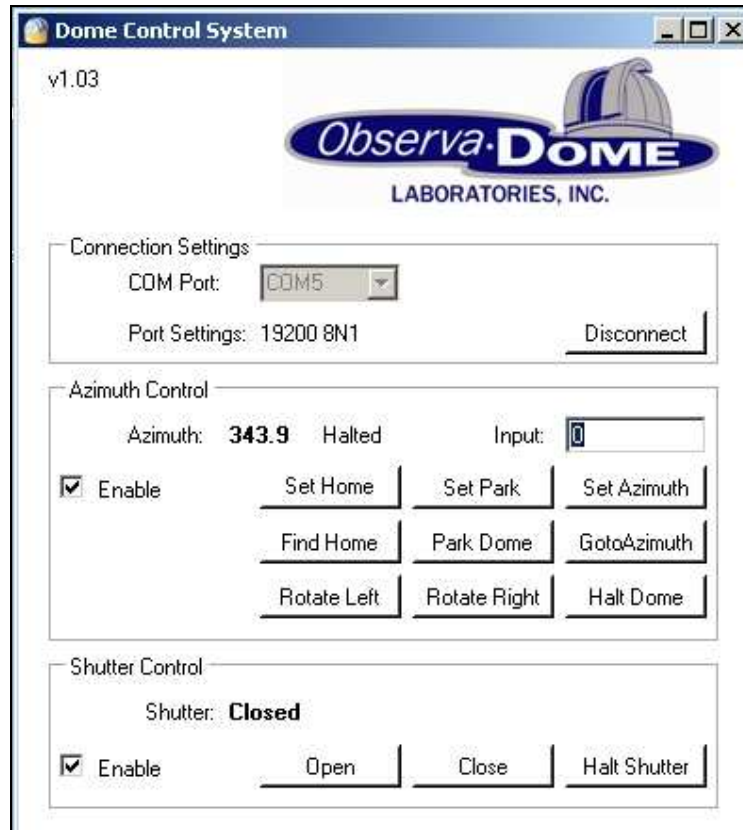 Dome Control System
v1.03
Observa·DOME
LABORATORIES, INC.
Connection Settings
COM Port: COM5
Port Settings: 19200 8N1 Disconnect
Azimuth Control
Azimuth: 343.9 Halted Input: 0
Enable Set Home Set Park Set Azimuth
Find Home Park Dome GotoAzimuth
Rotate Left Rotate Right Halt Dome
Shutter Control
Shutter: Closed
Enable Open Close Halt Shutter